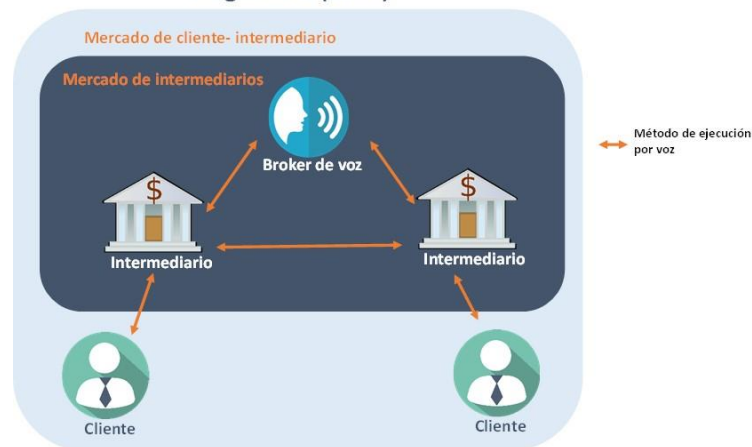 Mercado de cliente- intermediario
Mercado de intermediarios
Broker de voz
Intermediario
Intermediario
Cliente
Cliente
Método de ejecución
por voz